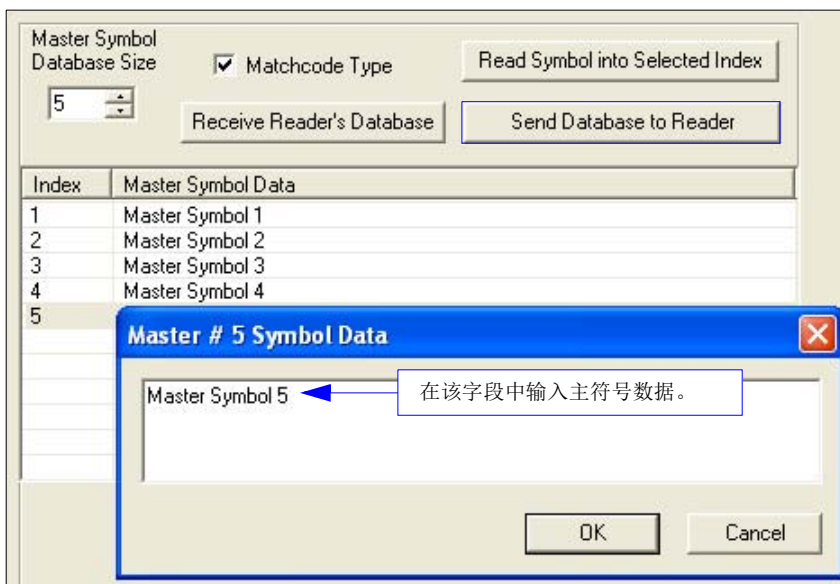 Master Symbol
Database Size
5
Matchcode Type
Read Symbol into Selected Index
Receive Reader's Database
Send Database to Reader
Index Master Symbol Data
1 Master Symbol 1
2 Master Symbol 2
3 Master Symbol 3
4 Master Symbol 4
5
Master # 5 Symbol Data
Master Symbol 5
在该字段中输入主符号数据。
OK Cancel